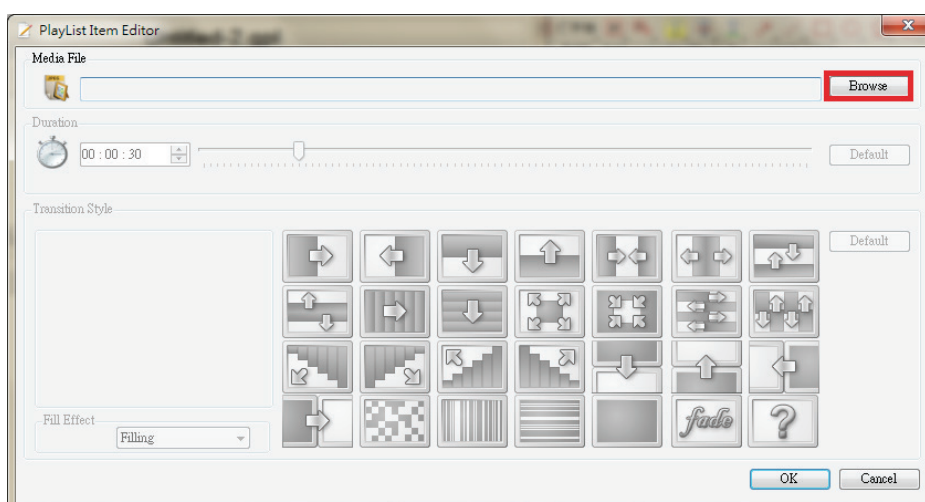 PlayList Item Editor
Media File
Browse
Duration
00 : 00 : 30
Default
Transition Style
Default
fade
?
Fill Effect
Filling
OK
Cancel